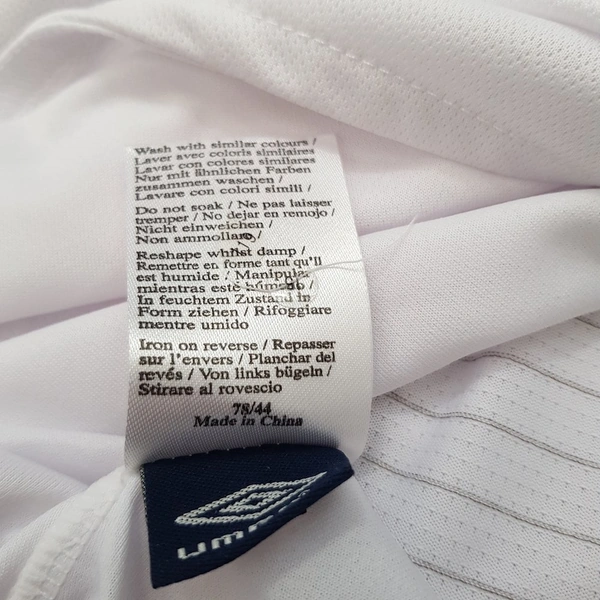 Wash with similar colours /
Laver avec coloris similaires
Lavar con colores similares
Nur mit ähnlichen Farben
zusammen waschen /
Lavare con colori simili /
Do not soak / Ne pas laisser
tremper / No dejar en remojo /
Nicht einweichen /
Non ammollare /
Reshape whilst damp /
Remettre en forme tant qu'il
est humide / Manipular
mientras esté húmedo /
In feuchtem Zustand in
Form ziehen / Rifoggiare
mentre umido
Iron on reverse / Repasser
sur l'envers / Planchar del
revés / Von links bügeln /
Stirare al rovescio
78/44
Made in China